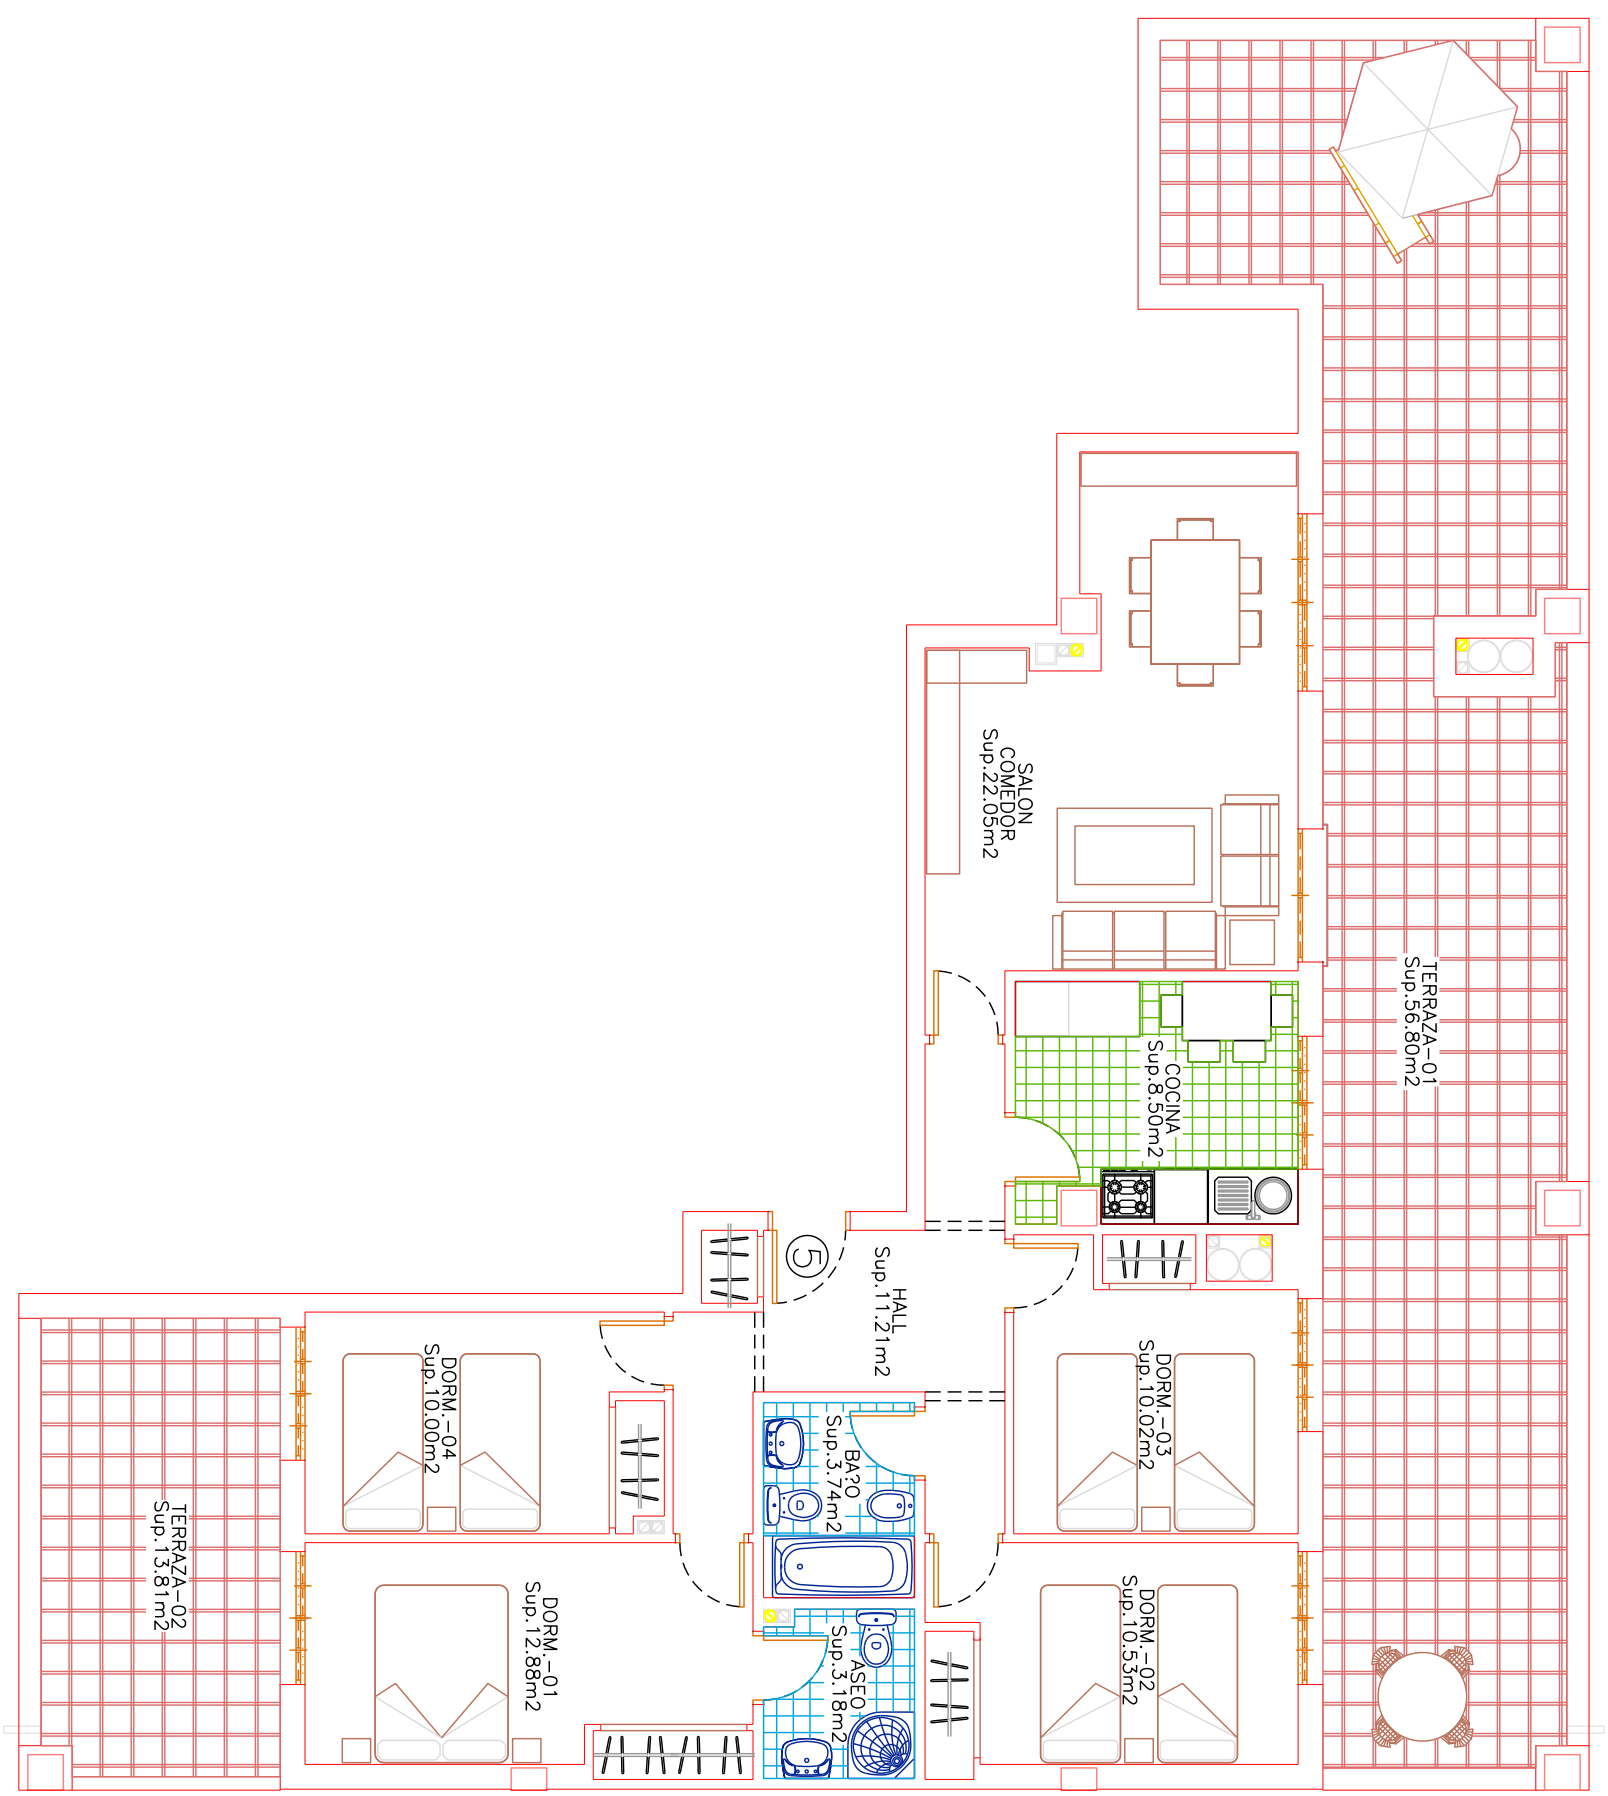 TERRAZA-01
Sup.56.80m2
SALON
COMEDOR
Sup.22.05m2
COCINA
Sup.8.50m2
5
HALL
Sup.11.21m2
DORM.-03
Sup.10.02m2
DORM.-04
Sup.10.00m2
BA?O
Sup.3.74m2
DORM.-02
Sup.10.53m2
ASEO
Sup.3.18m2
DORM.-01
Sup.12.88m2
TERRAZA-02
Sup.13.81m2